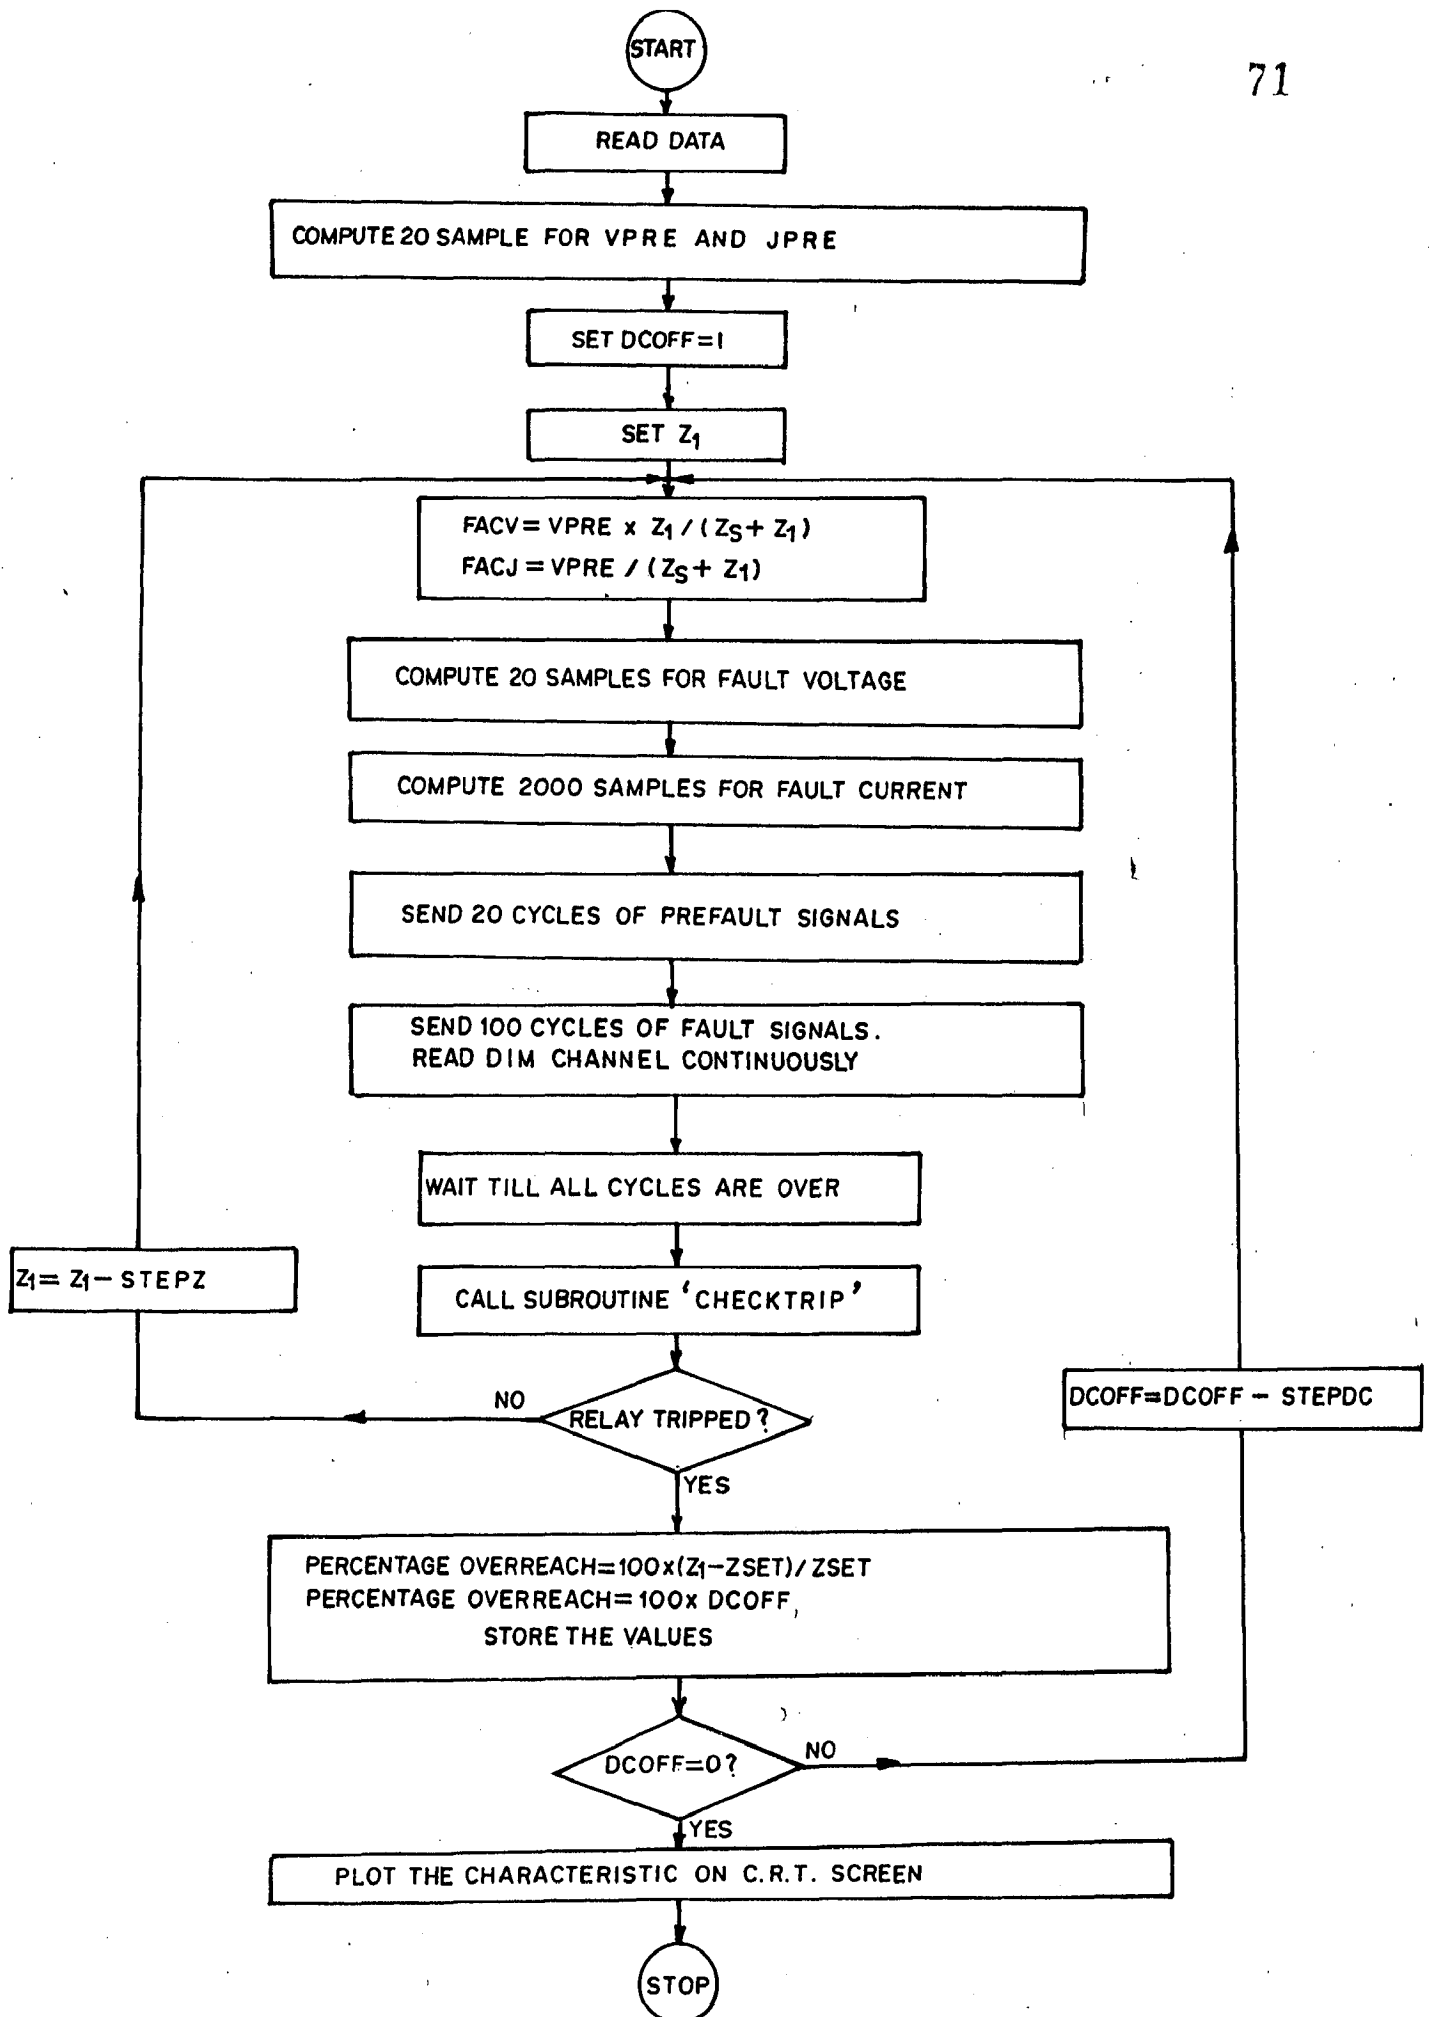 71
START
READ DATA
COMPUTE 20 SAMPLE FOR VPRE AND JPRE
SET DCOFF=1
SET Z1
FACV = VPRE x Z1 / (ZS + Z1)
FACJ = VPRE / (ZS + Z1)
COMPUTE 20 SAMPLES FOR FAULT VOLTAGE
COMPUTE 2000 SAMPLES FOR FAULT CURRENT
SEND 20 CYCLES OF PREFAULT SIGNALS
SEND 100 CYCLES OF FAULT SIGNALS.
READ DIM CHANNEL CONTINUOUSLY
WAIT TILL ALL CYCLES ARE OVER
Z1 = Z1 - STEPZ
CALL SUBROUTINE 'CHECKTRIP'
DCOFF=DCOFF - STEPDC
NO
RELAY TRIPPED?
YES
PERCENTAGE OVERREACH=100x(Z1-ZSET)/ZSET
PERCENTAGE OVERREACH=100x DCOFF,
STORE THE VALUES
DCOFF=0?
NO
YES
PLOT THE CHARACTERISTIC ON C.R.T. SCREEN
STOP